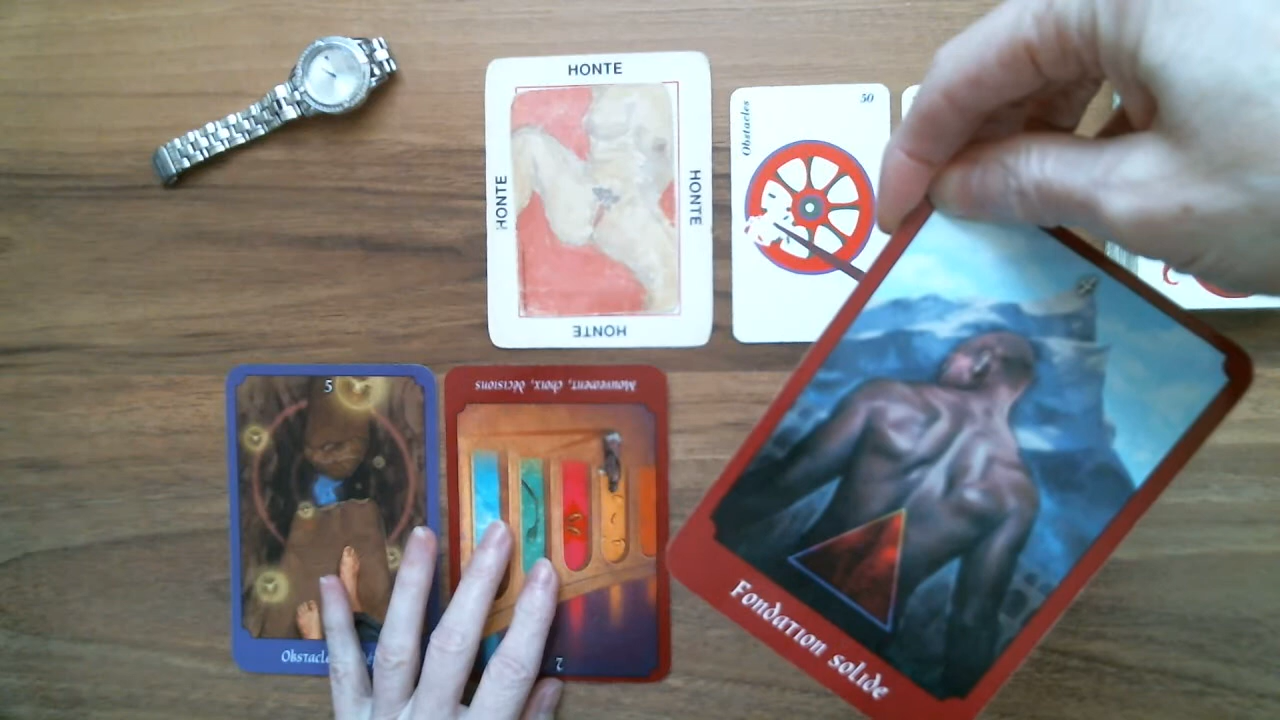 HONTE
HONTE
HONTE
HONTE
Obstacles
50
5
Mouvement, choix, décisions
2
Fondation solide